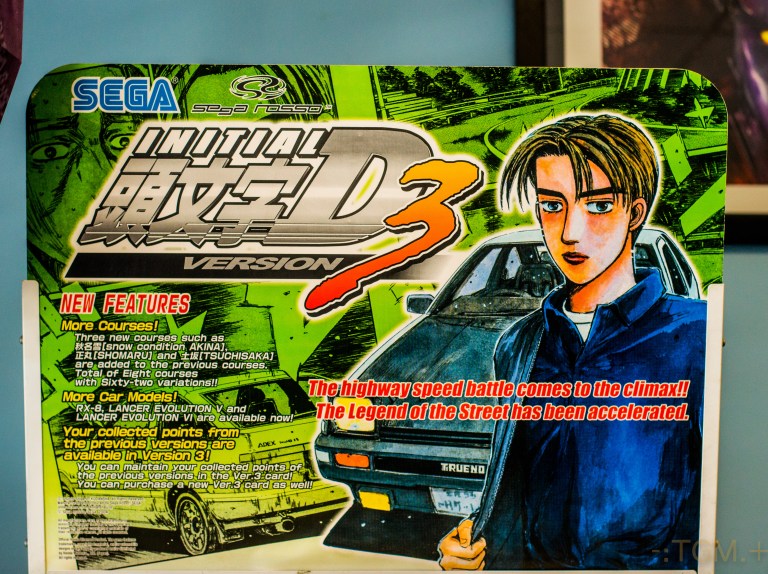 SEGA®
sega rosso
INITIAL
頭文字D
VERSION 3
NEW FEATURES
More Courses!
Three new courses such as
秋名雪[snow condition AKINA],
正丸[SHOMARU] and 土坂[TSUCHISAKA]
are added to the previous courses.
Total of Eight courses
with Sixty-two variations!!
More Car Models!
RX-8, LANCER EVOLUTION V and
LANCER EVOLUTION VI are available now!
Your collected points from
the previous versions are
available in Version 3!
You can maintain your collected points of
the previous versions in the Ver.3 card!
You can purchase a new Ver.3 card as well!
The highway speed battle comes to the climax!!
The Legend of the Street has been accelerated.
TRUENO
-:TCM.+